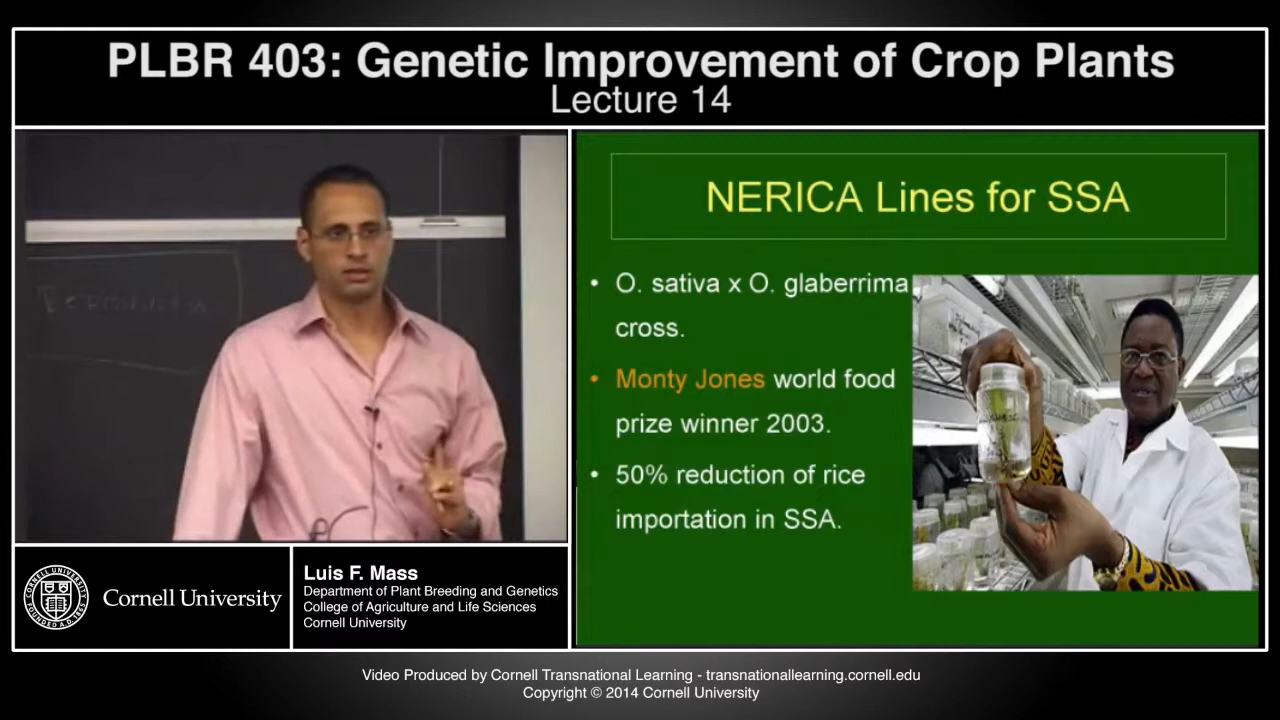 PLBR 403: Genetic Improvement of Crop Plants
Lecture 14
NERICA Lines for SSA
• O. sativa x O. glaberrima
cross.
• Monty Jones world food
prize winner 2003.
• 50% reduction of rice
importation in SSA.
Cornell University
Luis F. Mass
Department of Plant Breeding and Genetics
College of Agriculture and Life Sciences
Cornell University
Video Produced by Cornell Transnational Learning - transnationallearning.cornell.edu
Copyright © 2014 Cornell University